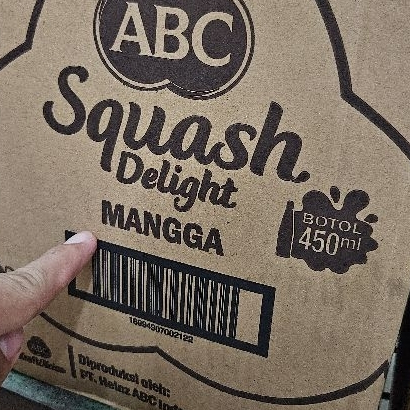 ABC
Squash
Delight
MANGGA
BOTOL
450ml
Diproduksi oleh:
PT. Heinz ABC